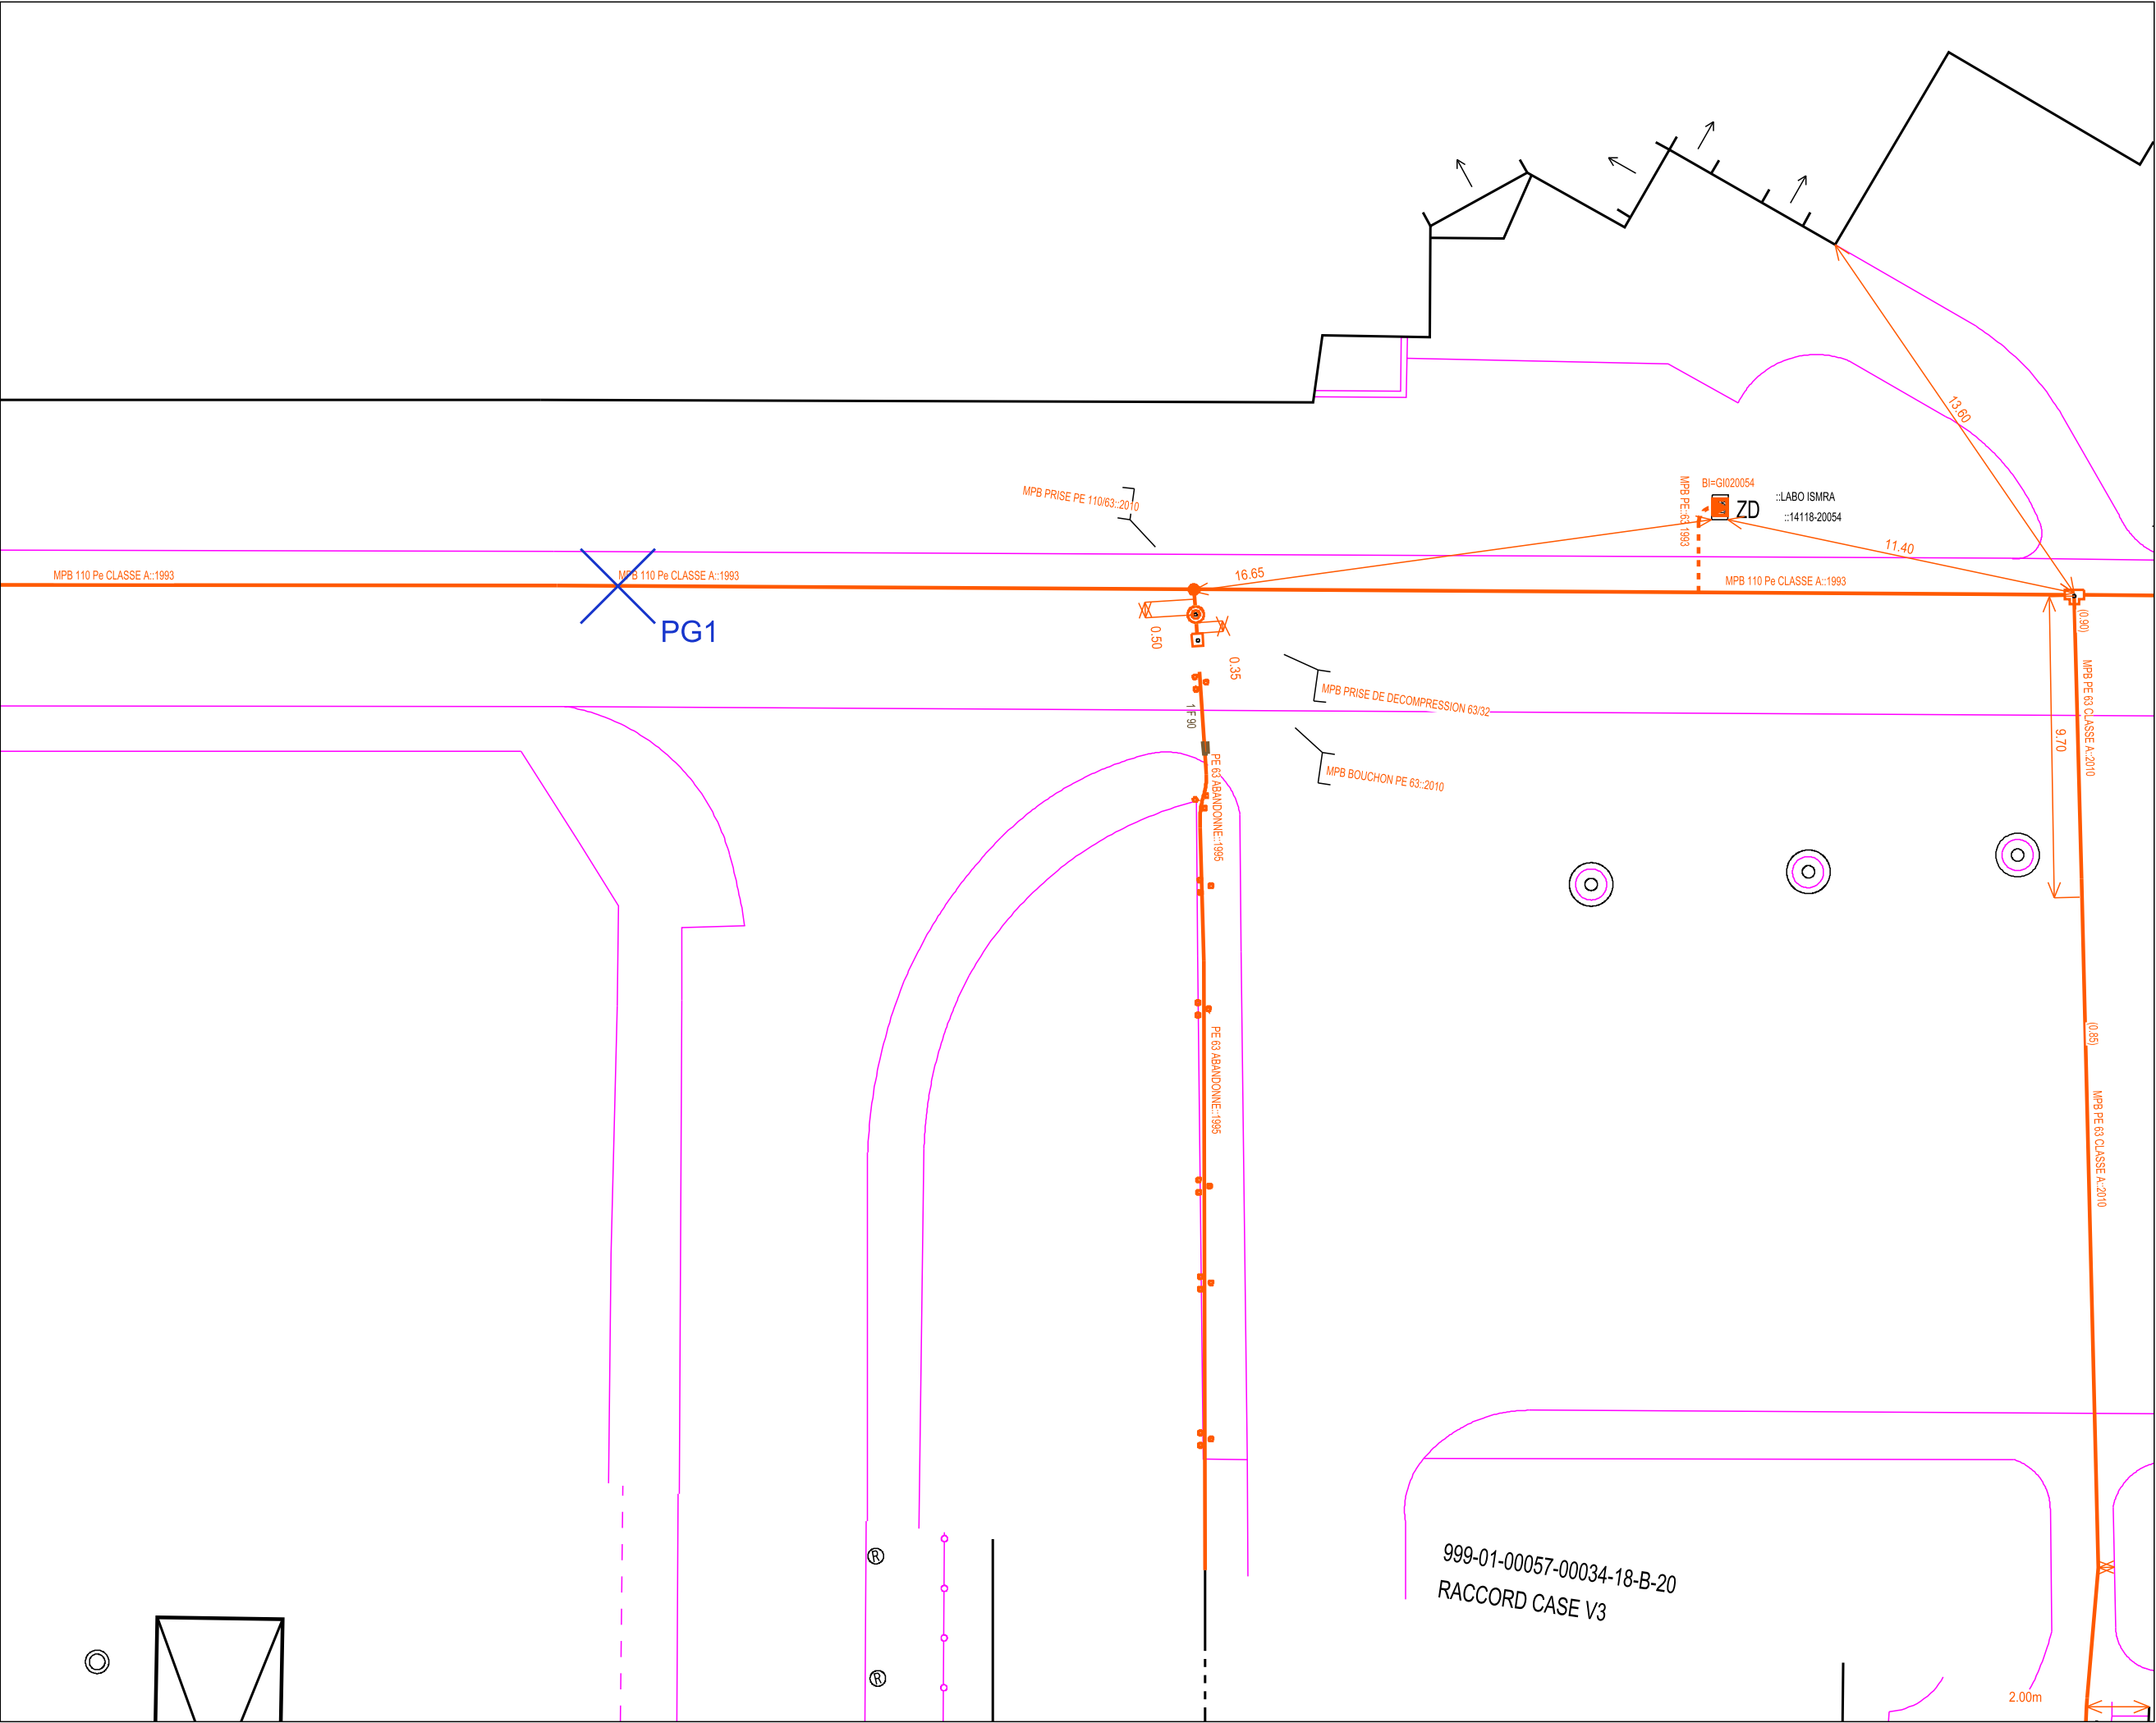 13.60
MPB PE::63 1993
BI=GI020054
ZD
::LABO ISMRA
::14118-20054
MPB PRISE PE 110/63::2010
11.40
16.65
MPB 110 Pe CLASSE A::1993
MPB 110 Pe CLASSE A::1993
MPB 110 Pe CLASSE A::1993
PG1
0.50
0.35
(0.90)
MPB PE 63 CLASSE A::2010
MPB PRISE DE DECOMPRESSION 63/32
1 F 90
9.70
MPB BOUCHON PE 63::2010
PE 63 ABANDONNE::1995
PE 63 ABANDONNE::1995
(0.85)
MPB PE 63 CLASSE A::2010
®
999-01-00057-00034-18-B-20
RACCORD CASE V3
®
2.00m